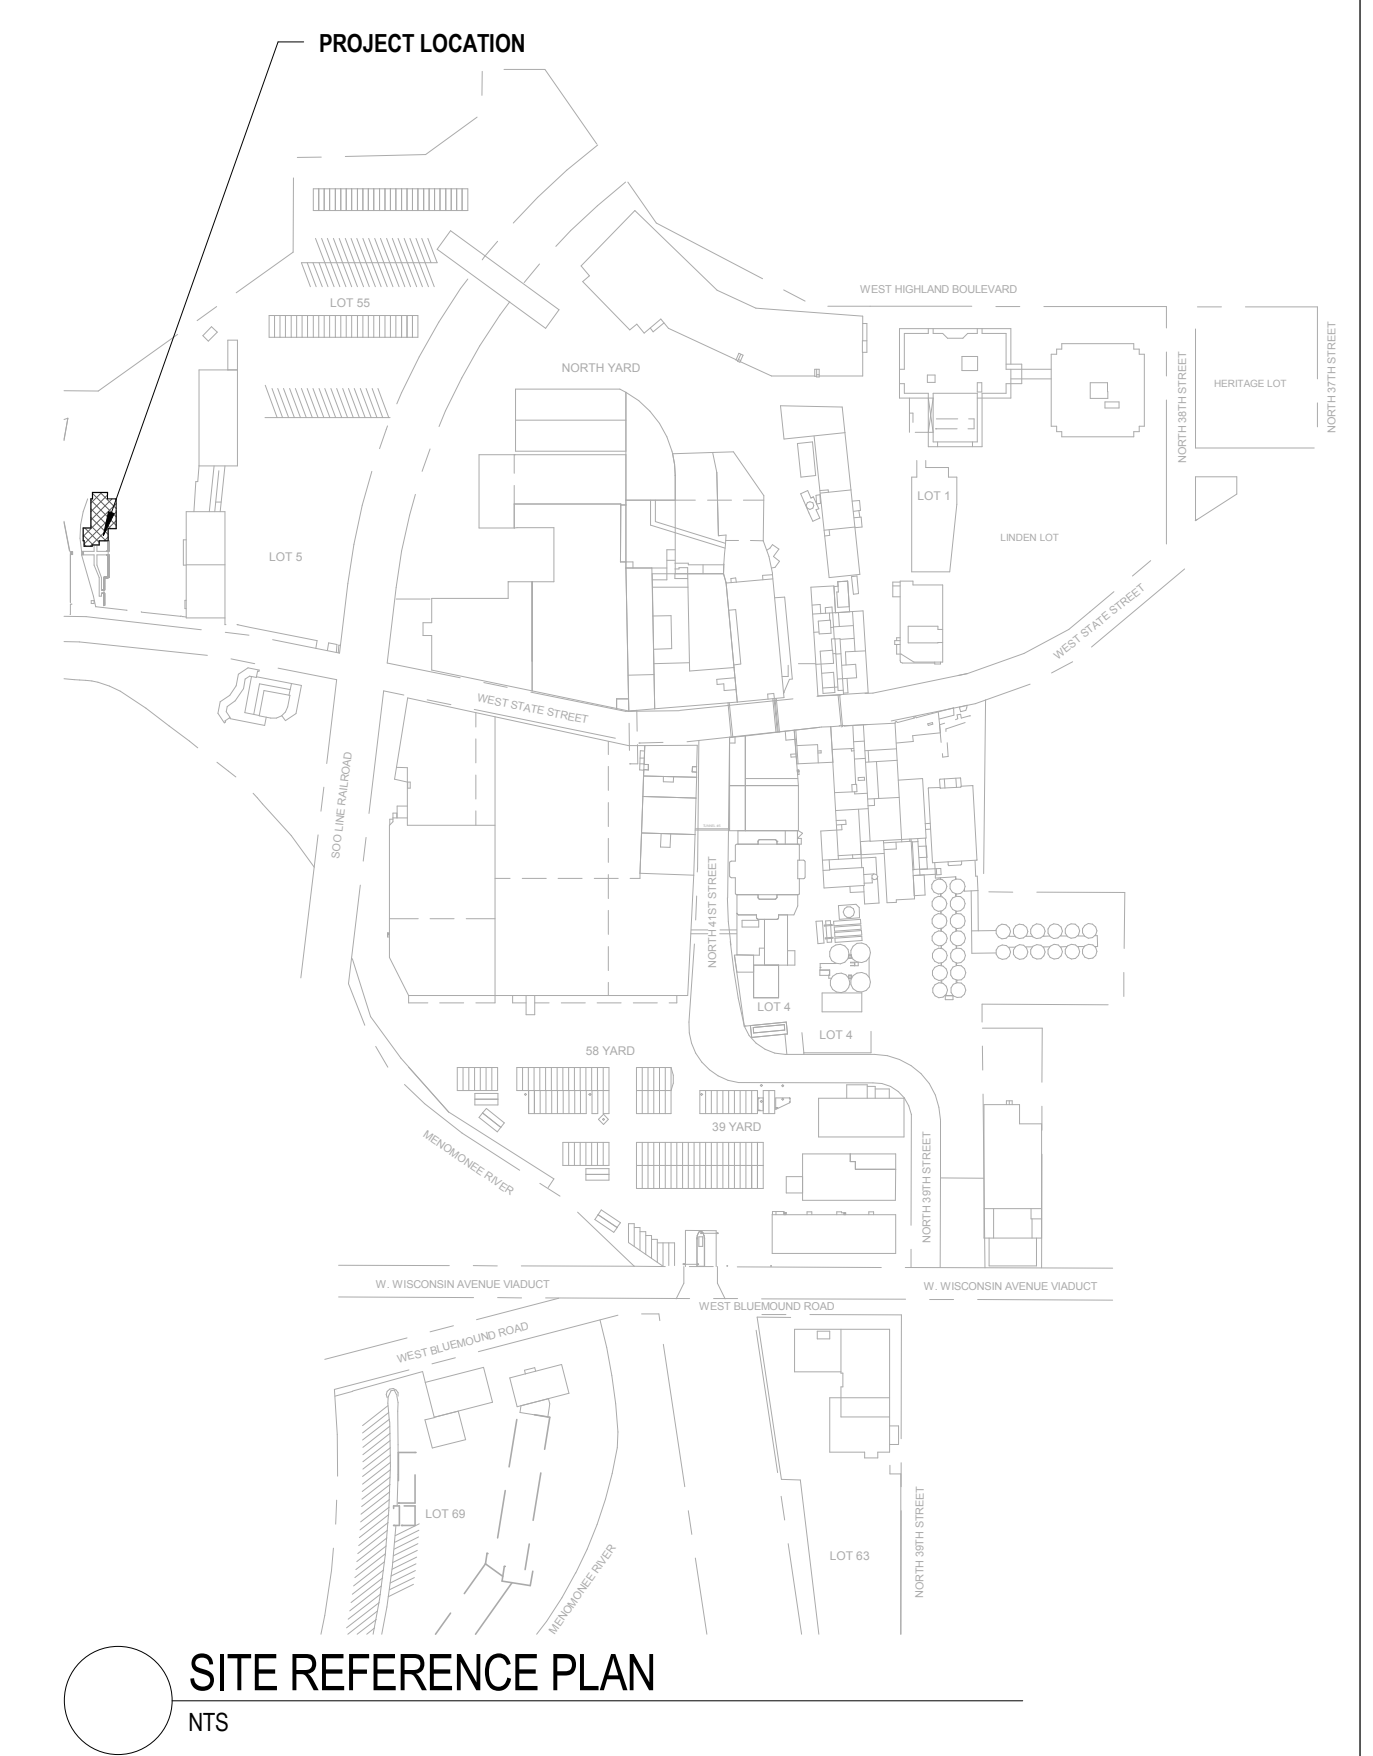 PROJECT LOCATION
WEST HIGHLAND BOULEVARD
LOT 55
NORTH 37TH STREET
NORTH 38TH STREET
NORTH YARD
HERITAGE LOT
LOT 1
LINDEN LOT
LOT 5
WEST STATE STREET
WEST STATE STREET
SOO LINE RAILROAD
NORTH 41ST STREET
LOT 4
LOT 4
58 YARD
39 YARD
MENOMONEE RIVER
NORTH 39TH STREET
W. WISCONSIN AVENUE VIADUCT
W. WISCONSIN AVENUE VIADUCT
WEST BLUEMOUND ROAD
WEST BLUEMOUND ROAD
LOT 69
NORTH 39TH STREET
LOT 63
MENOMONEE RIVER
SITE REFERENCE PLAN
NTS